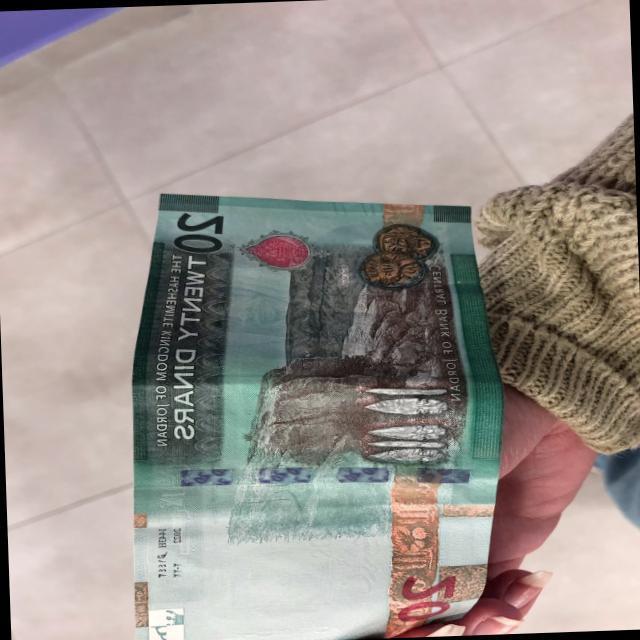 20
TWENTY DINARS
THE HASHEMITE KINGDOM OF JORDAN
CENTRAL BANK OF JORDAN
2022
20